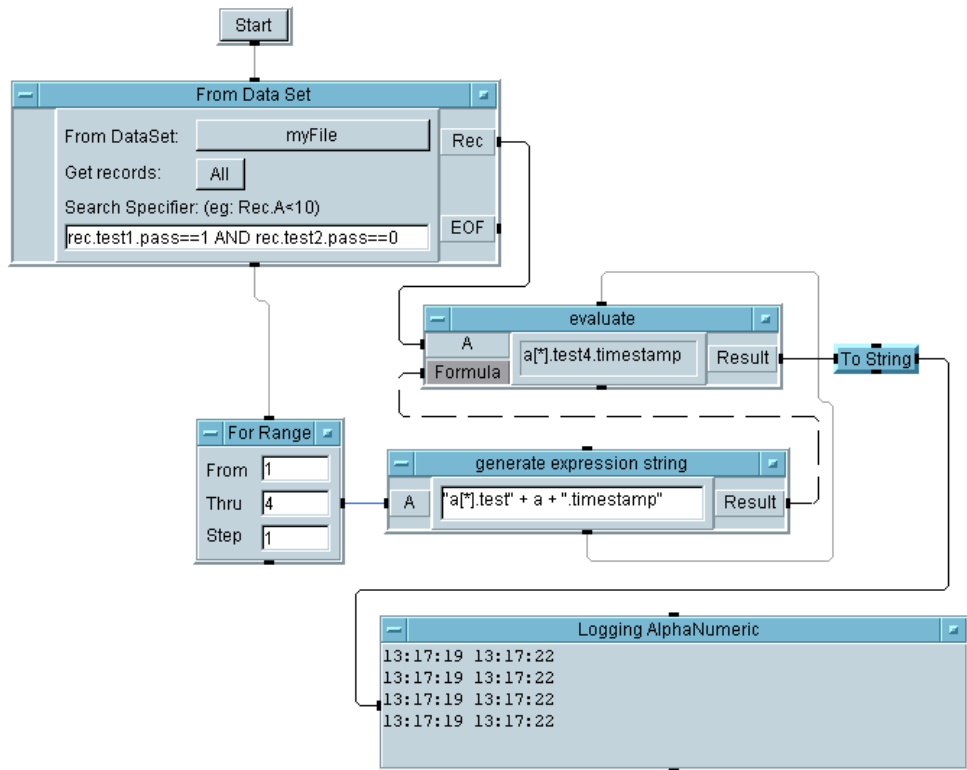 Start
From Data Set
From DataSet: myFile
Rec
Get records: All
Search Specifier: (eg: Rec.A<10)
EOF
rec.test1.pass==1 AND rec.test2.pass==0
evaluate
A
a[*].test4.timestamp
Result
Formula
To String
For Range
From 1
Thru 4
Step 1
generate expression string
A
"a[*].test" + a + ".timestamp"
Result
Logging AlphaNumeric
13:17:19 13:17:22
13:17:19 13:17:22
13:17:19 13:17:22
13:17:19 13:17:22